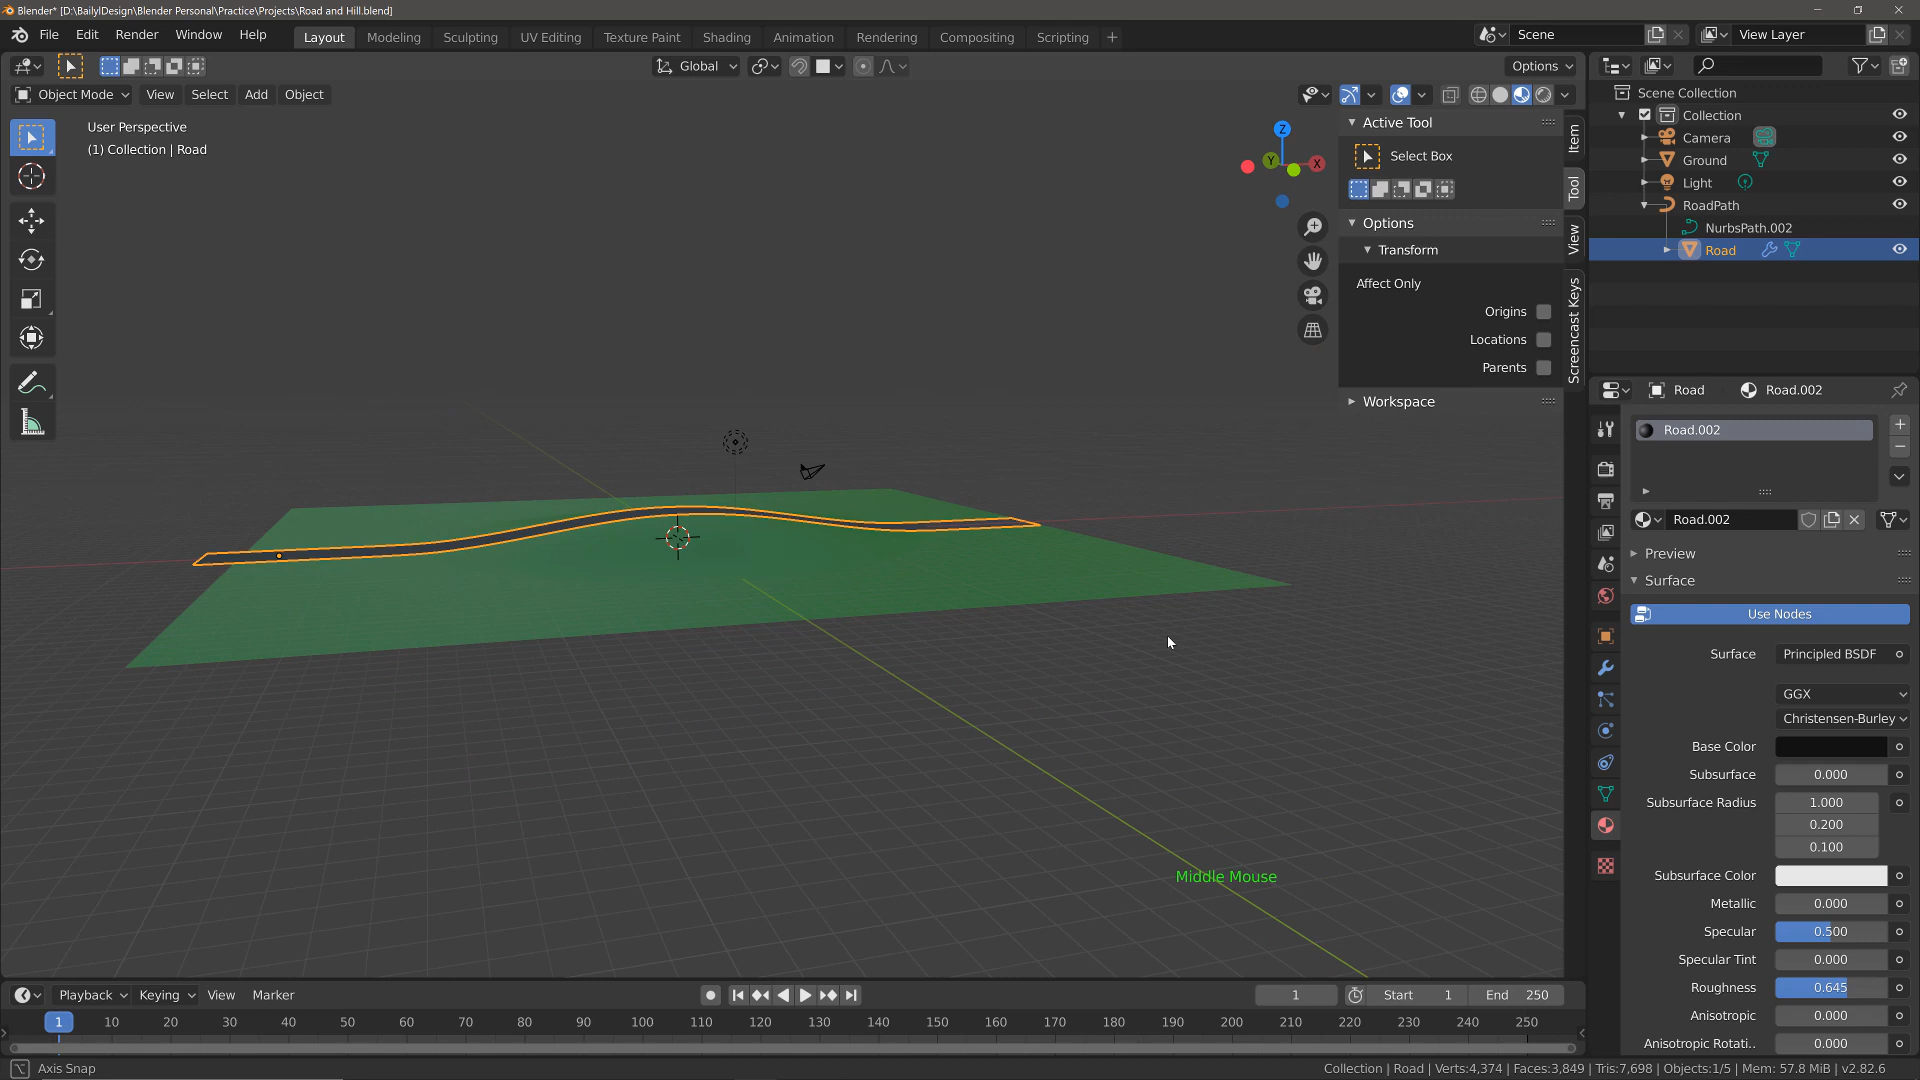 Blender* [D:\BailylDesign\Blender Personal\Practice\Projects\Road and Hill.blend]
File Edit Render Window Help Layout Modeling Sculpting UV Editing Texture Paint Shading Animation Rendering Compositing Scripting + Scene View Layer
Global Options
Object Mode View Select Add Object
User Perspective
(1) Collection | Road
Z
Y
X
Active Tool
Select Box
Options
Transform
Affect Only
Origins
Locations
Parents
Workspace
Item
Tool
View
Screencast Keys
Scene Collection
Collection
Camera
Ground
Light
RoadPath
NurbsPath.002
Road
Road Road.002
Road.002
Road.002
Preview
Surface
Use Nodes
Surface Principled BSDF
GGX
Christensen-Burley
Base Color
Subsurface 0.000
Subsurface Radius 1.000
0.200
0.100
Subsurface Color
Metallic 0.000
Specular 0.500
Specular Tint 0.000
Roughness 0.645
Anisotropic 0.000
Anisotropic Rotati.. 0.000
Middle Mouse
Playback Keying View Marker 1 Start 1 End 250
1 10 20 30 40 50 60 70 80 90 100 110 120 130 140 150 160 170 180 190 200 210 220 230 240 250
Axis Snap
Collection | Road | Verts:4,374 | Faces:3,849 | Tris:7,698 | Objects:1/5 | Mem: 57.8 MiB | v2.82.6